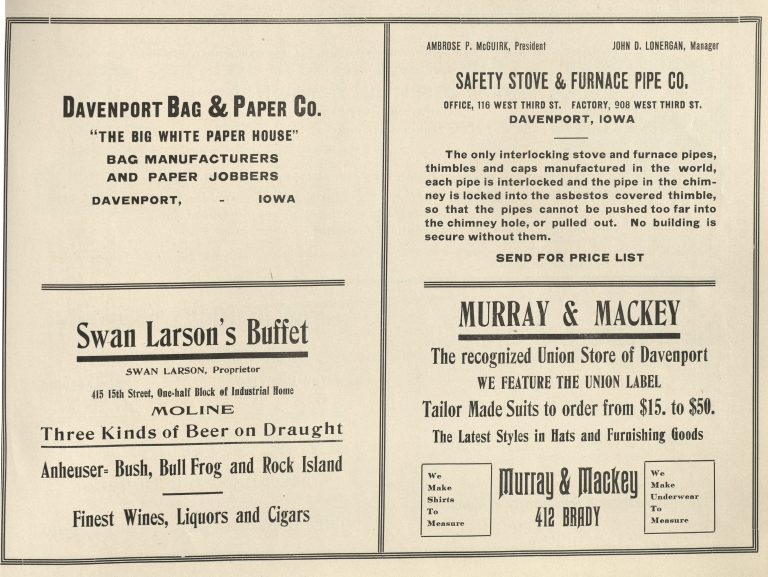 DAVENPORT BAG & PAPER CO.
"THE BIG WHITE PAPER HOUSE"
BAG MANUFACTURERS
AND PAPER JOBBERS
DAVENPORT, - IOWA
Swan Larson's Buffet
SWAN LARSON, Proprietor
415 15th Street, One-half Block of Industrial Home
MOLINE
Three Kinds of Beer on Draught
Anheuser-Bush, Bull Frog and Rock Island
Finest Wines, Liquors and Cigars
AMBROSE P. McGUIRK, President JOHN D. LONERGAN, Manager
SAFETY STOVE & FURNACE PIPE CO.
OFFICE, 116 WEST THIRD ST. FACTORY, 908 WEST THIRD ST.
DAVENPORT, IOWA
The only interlocking stove and furnace pipes,
thimbles and caps manufactured in the world,
each pipe is interlocked and the pipe in the chim-
ney is locked into the asbestos covered thimble,
so that the pipes cannot be pushed too far into
the chimney hole, or pulled out. No building is
secure without them.
SEND FOR PRICE LIST
MURRAY & MACKEY
The recognized Union Store of Davenport
WE FEATURE THE UNION LABEL
Tailor Made Suits to order from $15. to $50.
The Latest Styles in Hats and Furnishing Goods
We
Make
Shirts
To
Measure
Murray & Mackey
412 BRADY
We
Make
Underwear
To
Measure